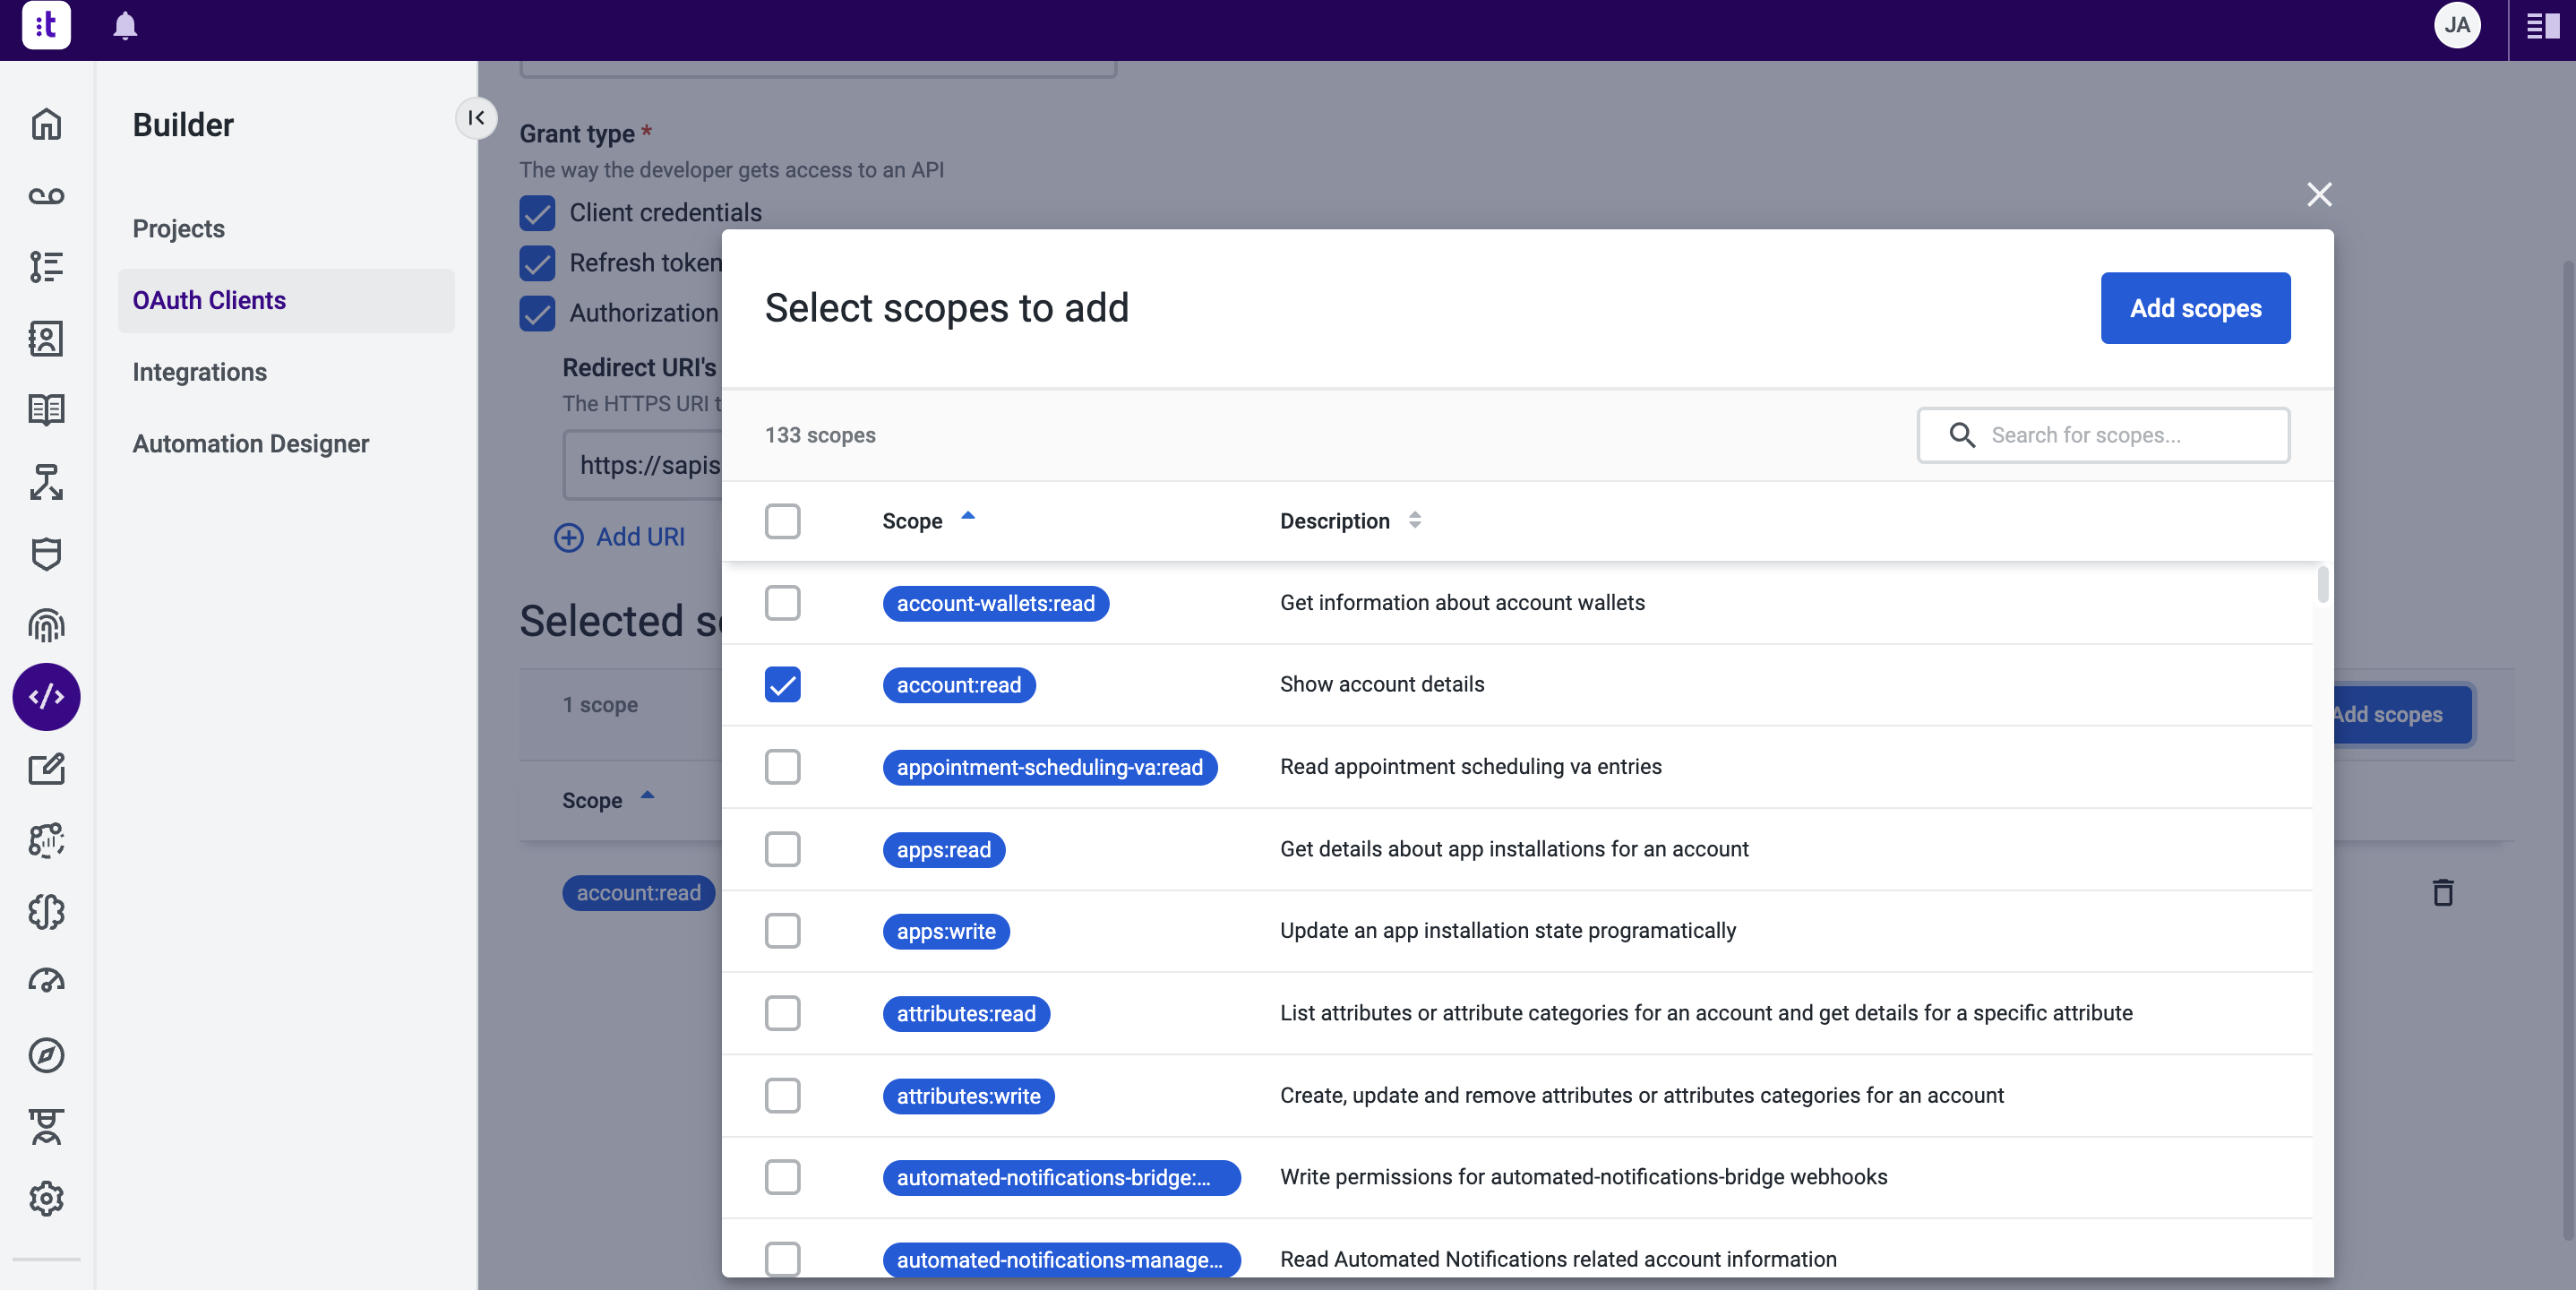 :t
JA
Builder
Projects
OAuth Clients
Integrations
Automation Designer
Grant type *
The way the developer gets access to an API
Client credentials
Refresh token
Authorization
Redirect URI's
The HTTPS URI t
https://sapis
Add URI
Selected s
1 scope
Add scopes
Scope
account:read
Select scopes to add
Add scopes
133 scopes
Search for scopes...
Scope Description
account-wallets:read Get information about account wallets
account:read Show account details
appointment-scheduling-va:read Read appointment scheduling va entries
apps:read Get details about app installations for an account
apps:write Update an app installation state programatically
attributes:read List attributes or attribute categories for an account and get details for a specific attribute
attributes:write Create, update and remove attributes or attributes categories for an account
automated-notifications-bridge:... Write permissions for automated-notifications-bridge webhooks
automated-notifications-manage... Read Automated Notifications related account information